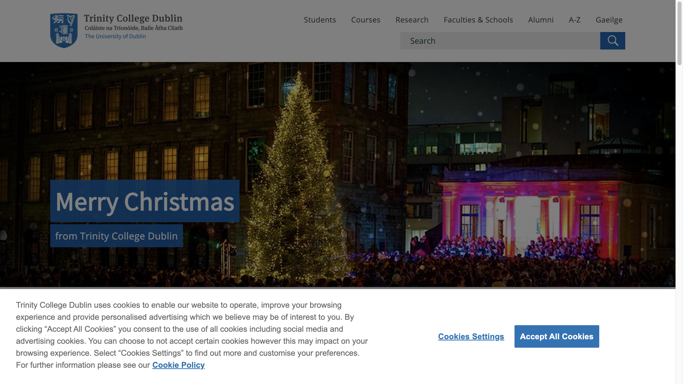 Trinity College Dublin
Coláiste na Tríonóide, Baile Átha Cliath
The University of Dublin
Students Courses Research Faculties & Schools Alumni A-Z Gaeilge
Search
Merry Christmas
from Trinity College Dublin
Trinity College Dublin uses cookies to enable our website to operate, improve your browsing
experience and provide personalised advertising which we believe may be of interest to you. By
clicking “Accept All Cookies” you consent to the use of all cookies including social media and
advertising cookies. You can choose to not accept certain cookies however this may impact on your
browsing experience. Select “Cookies Settings” to find out more and customise your preferences.
For further information please see our Cookie Policy
Cookies Settings
Accept All Cookies